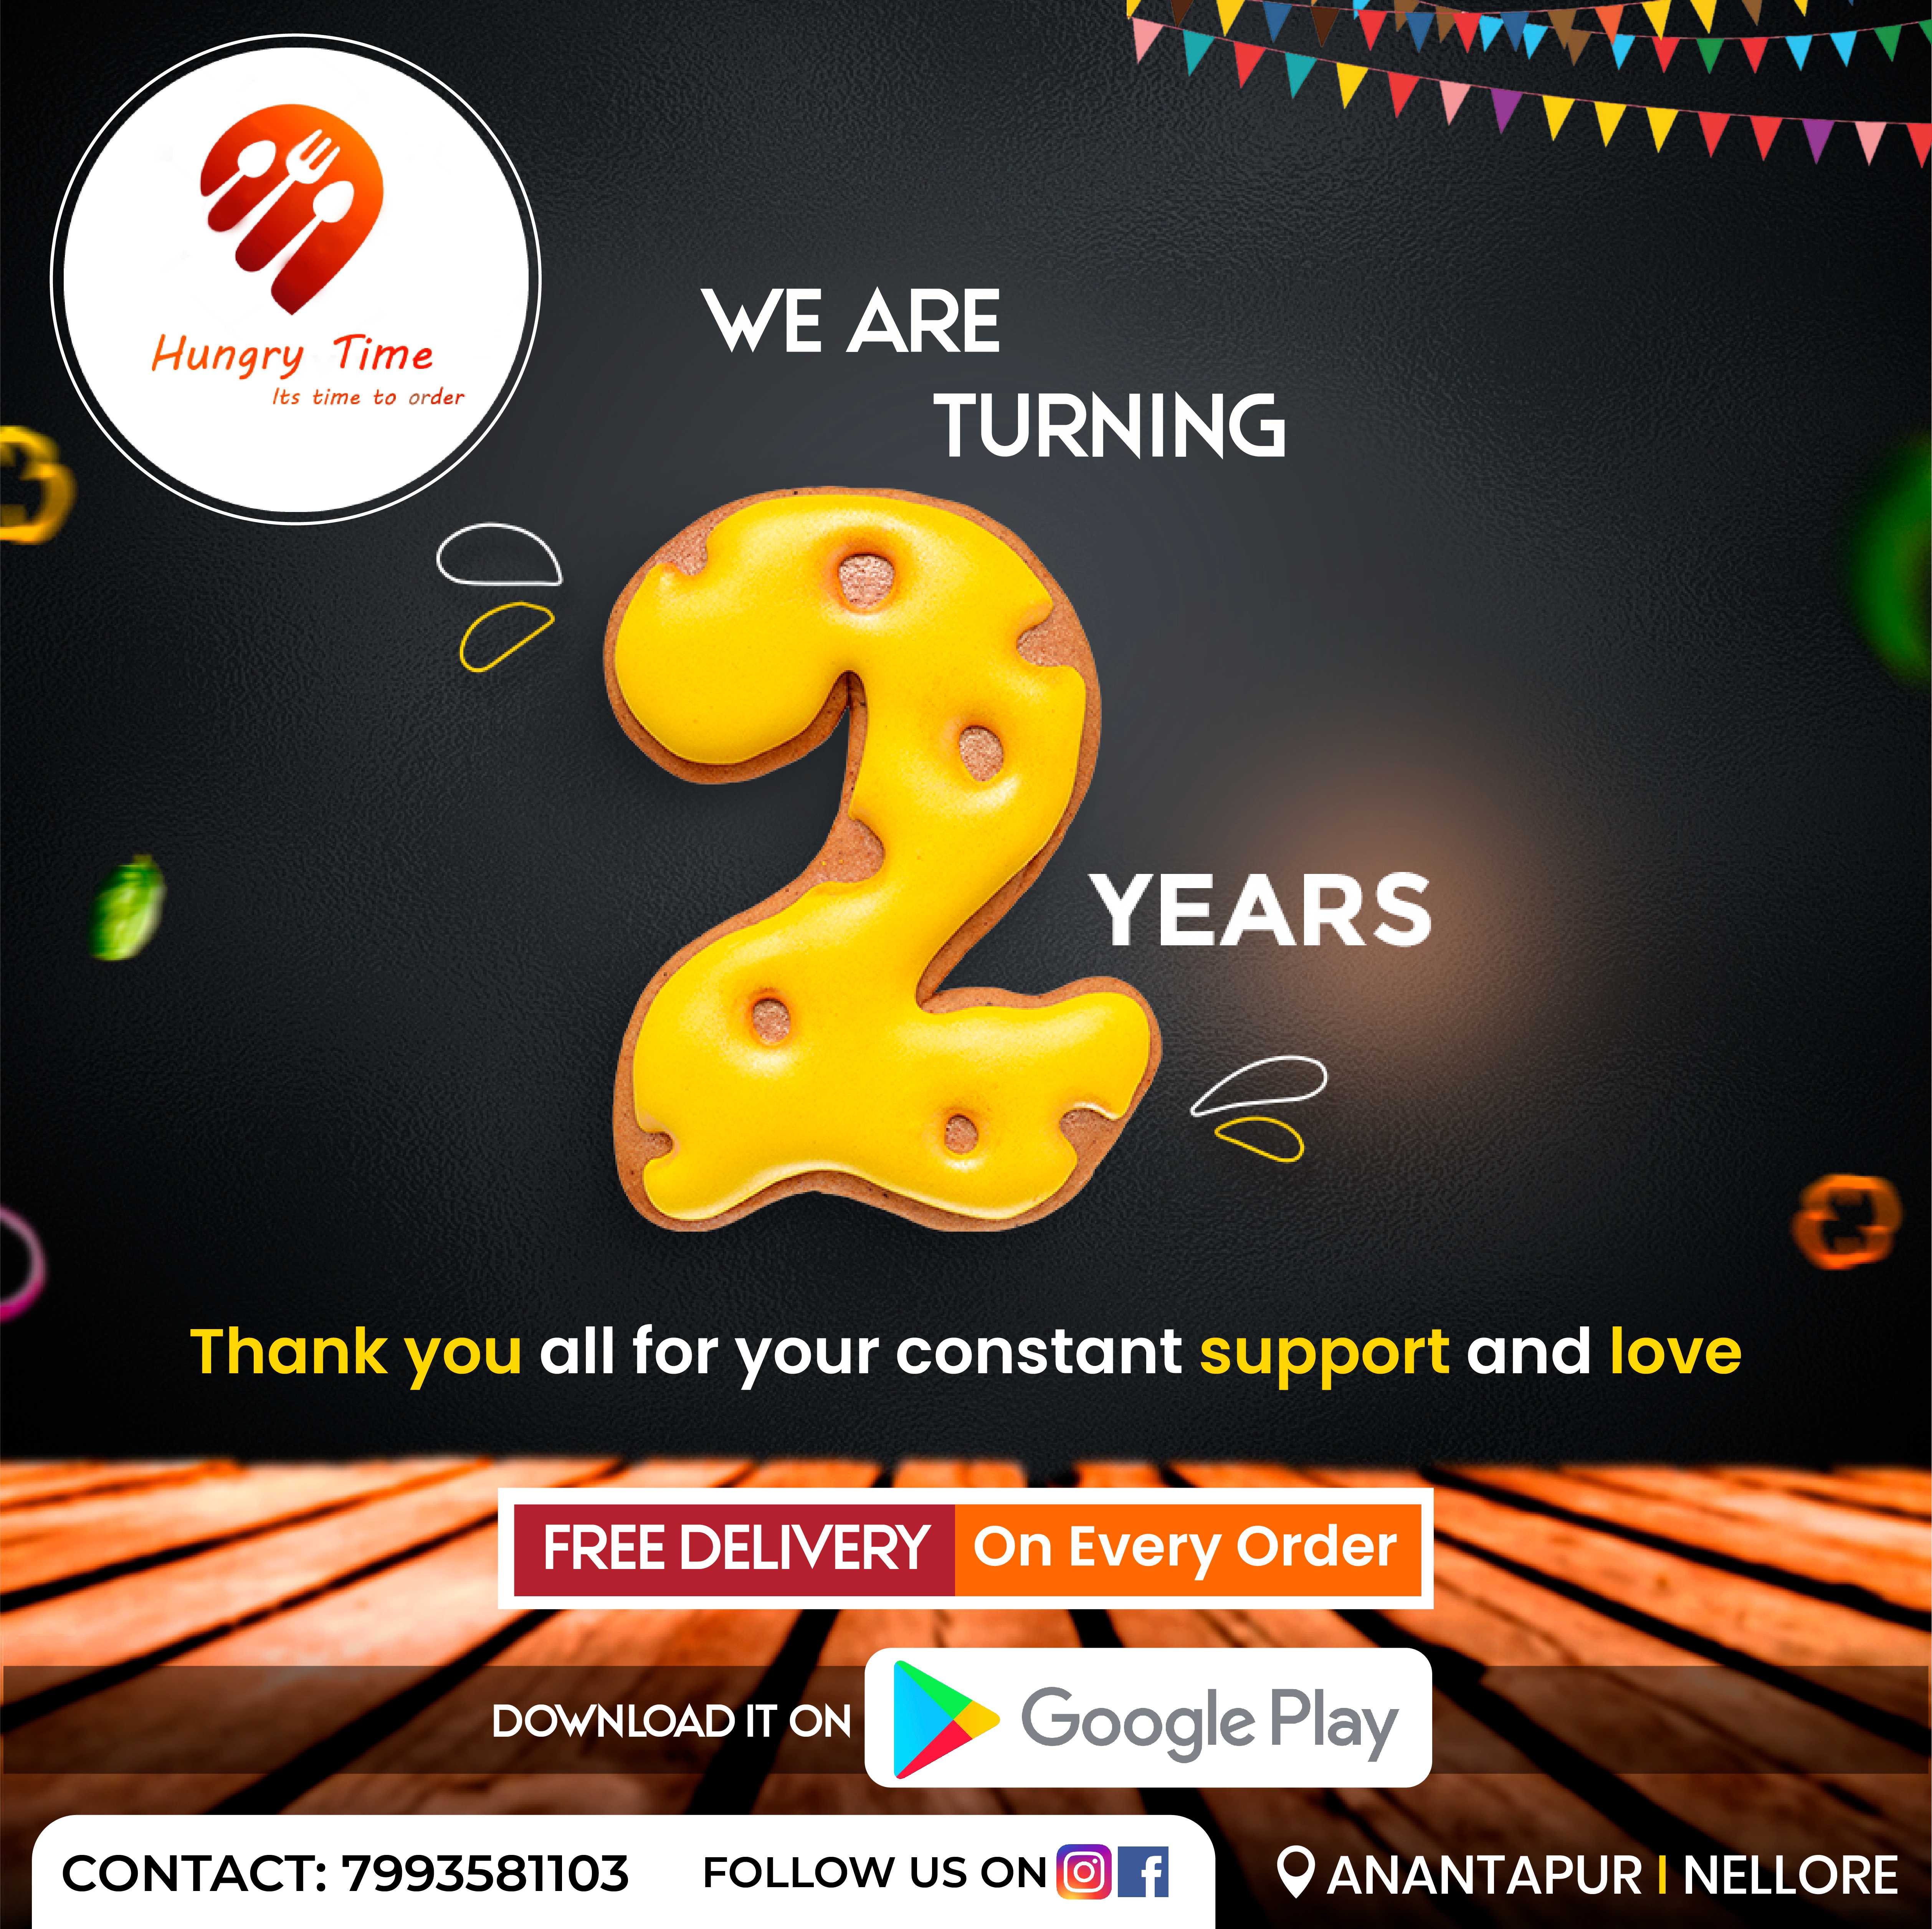 Hungry Time
Its time to order
WE ARE
TURNING
2
YEARS
Thank you all for your constant support and love
FREE DELIVERY On Every Order
DOWNLOAD IT ON Google Play
CONTACT: 7993581103 FOLLOW US ON ANANTAPUR | NELLORE